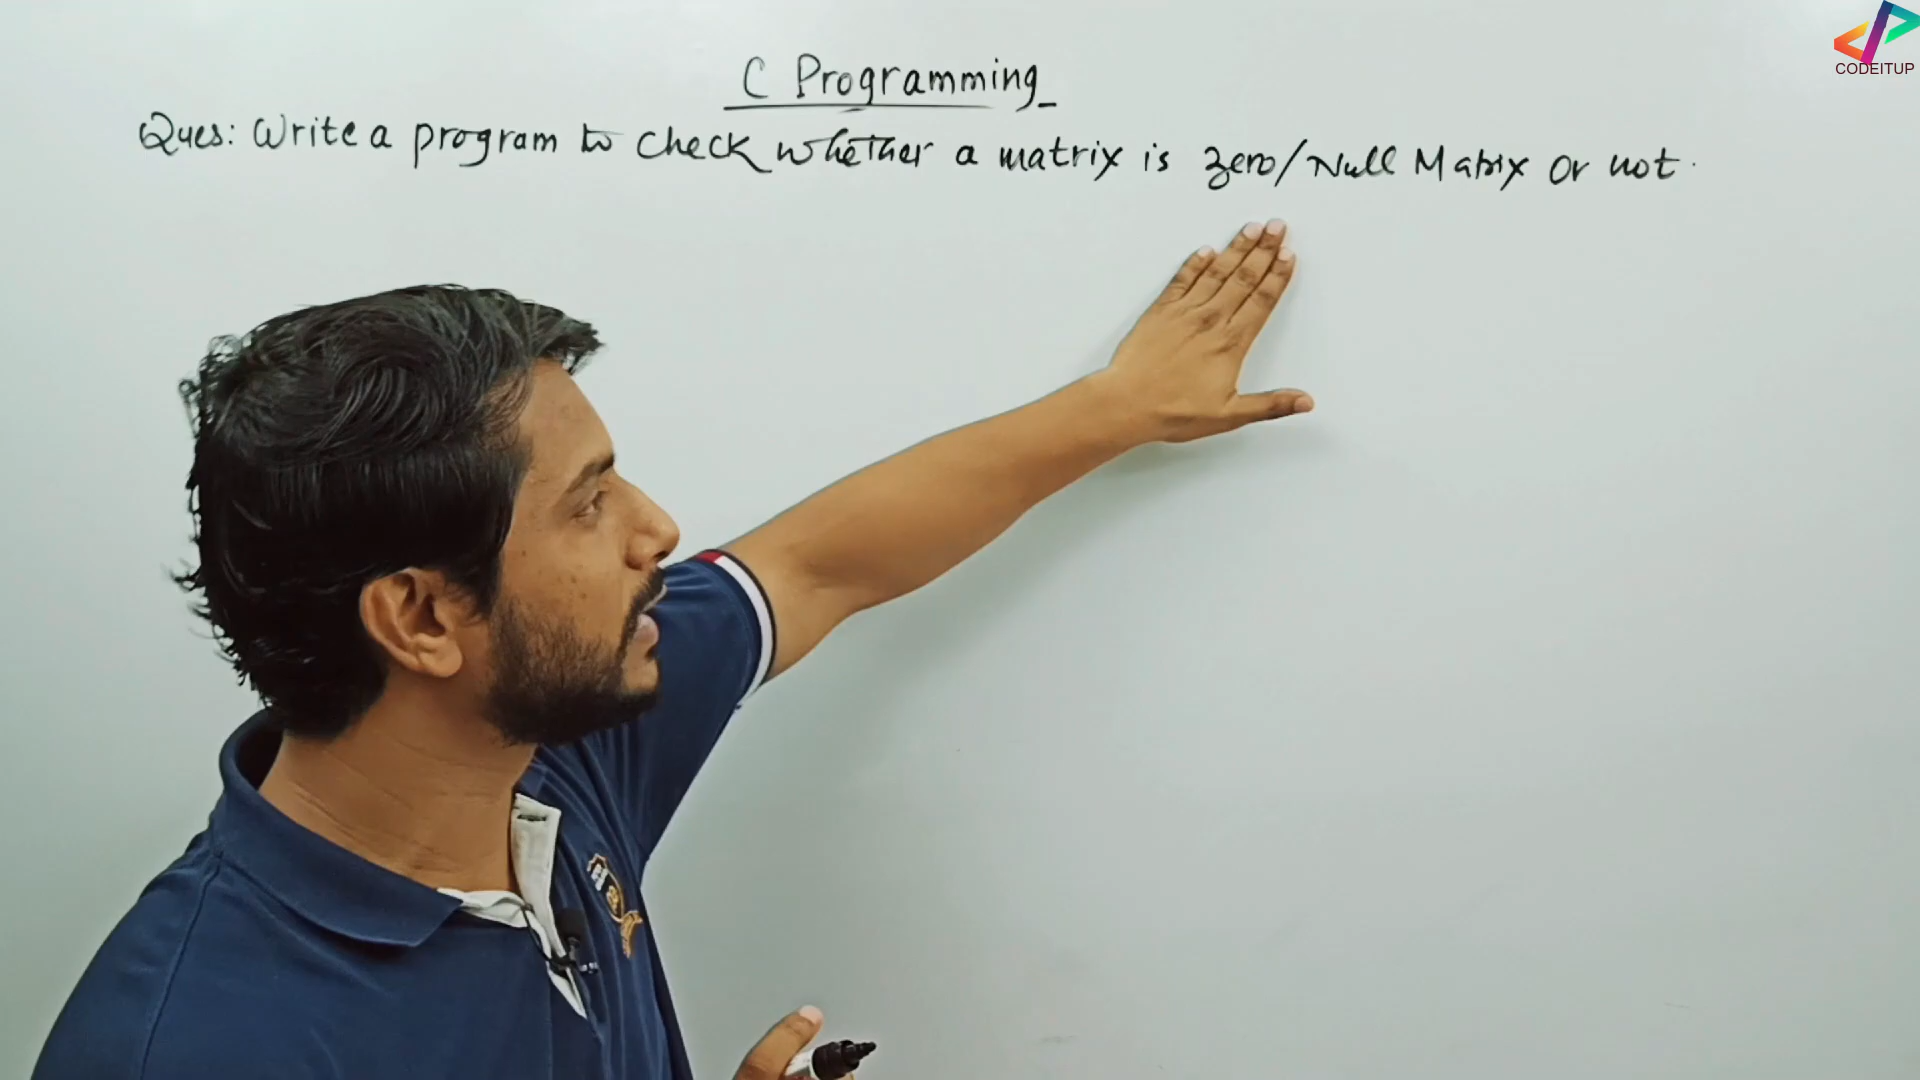 C Programming
Ques: Write a program to check whether a matrix is zero/Null Matrix or not.
CODEITUP